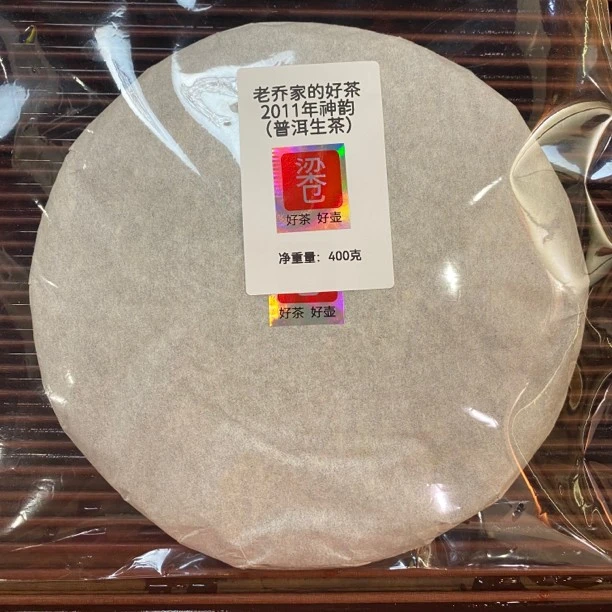 老乔家的好茶
2011年神韵
（普洱生茶）
梁仓
好茶 好壶
净重量：400克
好茶 好壶